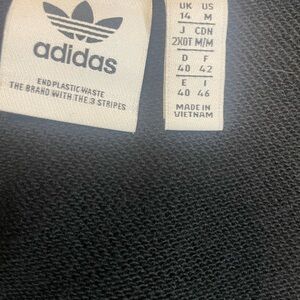 adidas
END PLASTIC WASTE
THE BRAND WITH THE 3 STRIPES
UK US
14 M
J CDN
2XOT M/M
D F
40 42
E I
40 46
MADE IN
VIETNAM